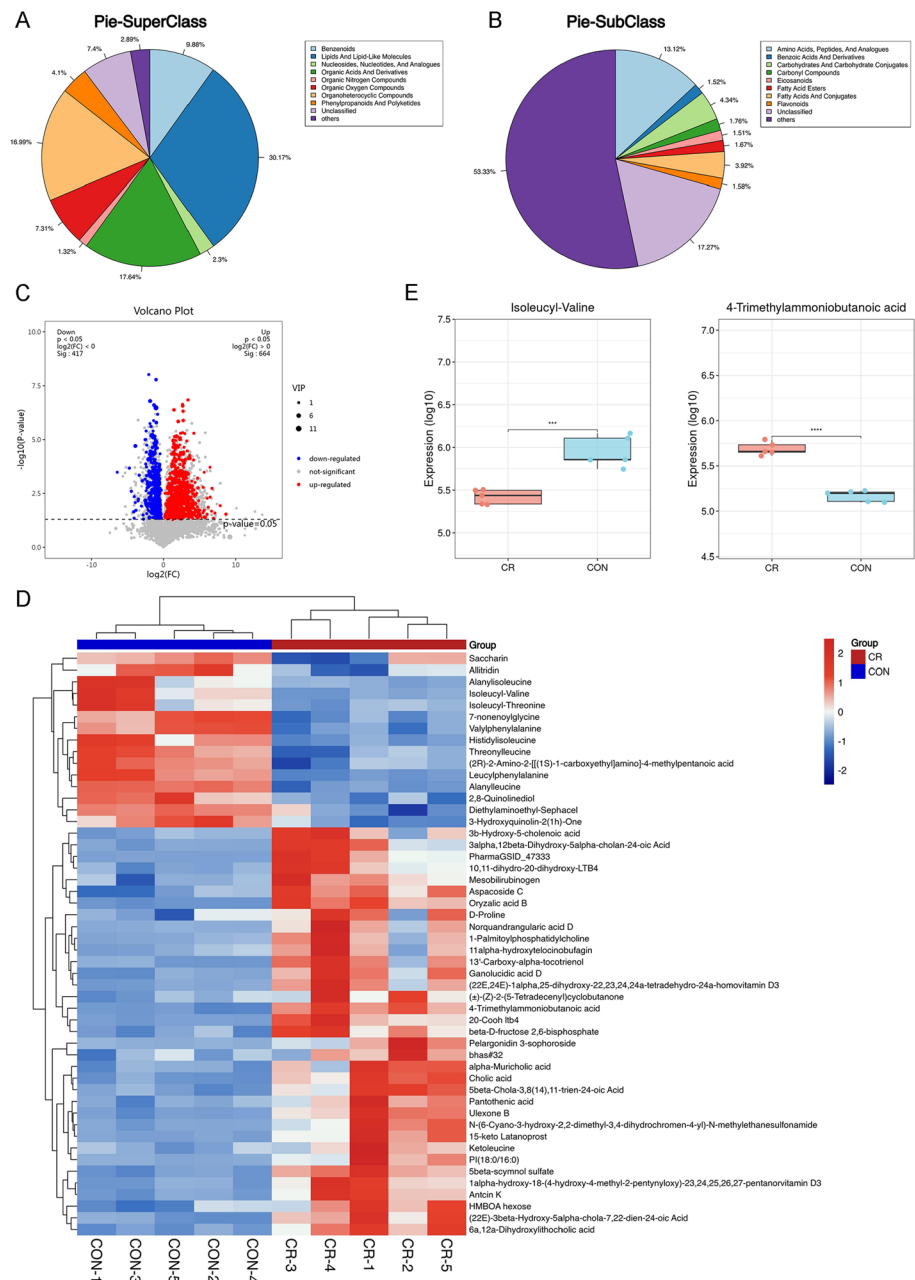 A
Pie-SuperClass
2.89%
9.88%
7.4%
4.1%
16.99%
30.17%
7.31%
1.32%
17.64%
2.3%
Benzenoids
Lipids And Lipid-Like Molecules
Nucleosides, Nucleotides, And Analogues
Organic Acids And Derivatives
Organic Nitrogen Compounds
Organic Oxygen Compounds
Organoheterocyclic Compounds
Phenylpropanoids And Polyketides
Unclassified
others
B
Pie-SubClass
13.12%
1.52%
4.34%
1.76%
1.51%
1.67%
3.92%
1.58%
17.27%
53.33%
Amino Acids, Peptides, And Analogues
Benzoic Acids And Derivatives
Carbohydrates And Carbohydrate Conjugates
Carbonyl Compounds
Eicosanoids
Fatty Acid Esters
Fatty Acids And Conjugates
Flavonoids
Unclassified
others
C
Volcano Plot
Down
p < 0.05
log2(FC) < 0
Sig : 417
Up
p < 0.05
log2(FC) > 0
Sig : 664
10.0
7.5
5.0
2.5
0.0
-log10(P-value)
p-value=0.05
-10
0
10
log2(FC)
VIP
1
6
11
down-regulated
not-significant
up-regulated
E
Isoleucyl-Valine
7.5
7.0
6.5
6.0
5.5
5.0
Expression (log10)
***
CR
CON
4-Trimethylammoniobutanoic acid
7.0
6.5
6.0
5.5
5.0
4.5
Expression (log10)
****
CR
CON
D
Group
Saccharin
Allitridin
Alanylisoleucine
Isoleucyl-Valine
Isoleucyl-Threonine
7-nonenoylglycine
Valylphenylalanine
Histidylisoleucine
Threonylleucine
(2R)-2-Amino-2-[[(1S)-1-carboxyethyl]amino]-4-methylpentanoic acid
Leucylphenylalanine
Alanylleucine
2,8-Quinolinediol
Diethylaminoethyl-Sephacel
3-Hydroxyquinolin-2(1h)-One
3b-Hydroxy-5-cholenoic acid
3alpha,12beta-Dihydroxy-5alpha-cholan-24-oic Acid
PharmaGSID_47333
10,11-dihydro-20-dihydroxy-LTB4
Mesobilirubinogen
Aspacoside C
Oryzalic acid B
D-Proline
Norquandrangularic acid D
1-Palmitoylphosphatidylcholine
11alpha-hydroxytelocinobufagin
13'-Carboxy-alpha-tocotrienol
Ganolucidic acid D
(22E,24E)-1alpha,25-dihydroxy-22,23,24,24a-tetradehydro-24a-homovitamin D3
(±)-(Z)-2-(5-Tetradecenyl)cyclobutanone
4-Trimethylammoniobutanoic acid
20-Cooh ltb4
beta-D-fructose 2,6-bisphosphate
Pelargonidin 3-sophoroside
bhas#32
alpha-Muricholic acid
Cholic acid
5beta-Chola-3,8(14),11-trien-24-oic Acid
Pantothenic acid
Ulexone B
N-(6-Cyano-3-hydroxy-2,2-dimethyl-3,4-dihydrochromen-4-yl)-N-methylethanesulfonamide
15-keto Latanoprost
Ketoleucine
PI(18:0/16:0)
5beta-scymnol sulfate
1alpha-hydroxy-18-(4-hydroxy-4-methyl-2-pentynyloxy)-23,24,25,26,27-pentanorvitamin D3
Antcin K
HMBOA hexose
(22E)-3beta-Hydroxy-5alpha-chola-7,22-dien-24-oic Acid
6a,12a-Dihydroxylithocholic acid
CON-1
CON-3
CON-5
CON-2
CON-4
CR-3
CR-4
CR-1
CR-2
CR-5
2
1
0
-1
-2
Group
CR
CON